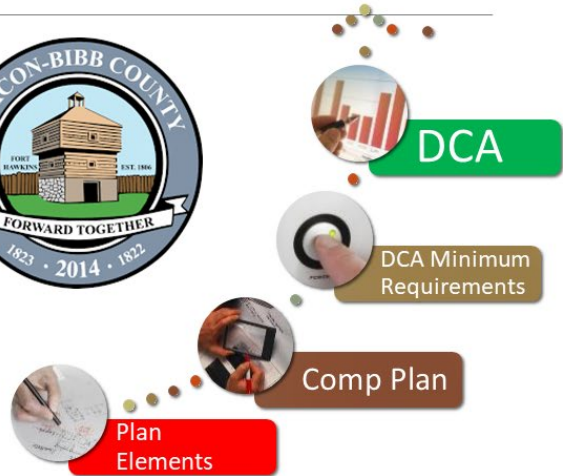 CON-BIBB COUNTY
FORT
HAWKINS
EST. 1806
FORWARD TOGETHER
1823 · 2014 · 1822
DCA
DCA Minimum
Requirements
Comp Plan
Plan
Elements